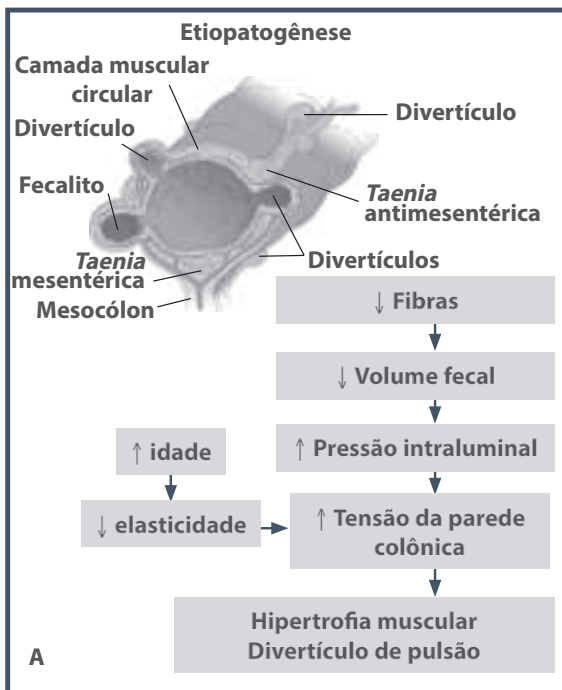 Etiopatogênese
Camada muscular
circular
Divertículo
Divertículo
Fecalito
Taenia
antimesentérica
Taenia
mesentérica
Divertículos
Mesocólon
↓ Fibras
↓ Volume fecal
↑ idade
↑ Pressão intraluminal
↓ elasticidade
↑ Tensão da parede
colônica
Hipertrofia muscular
Divertículo de pulsão
A